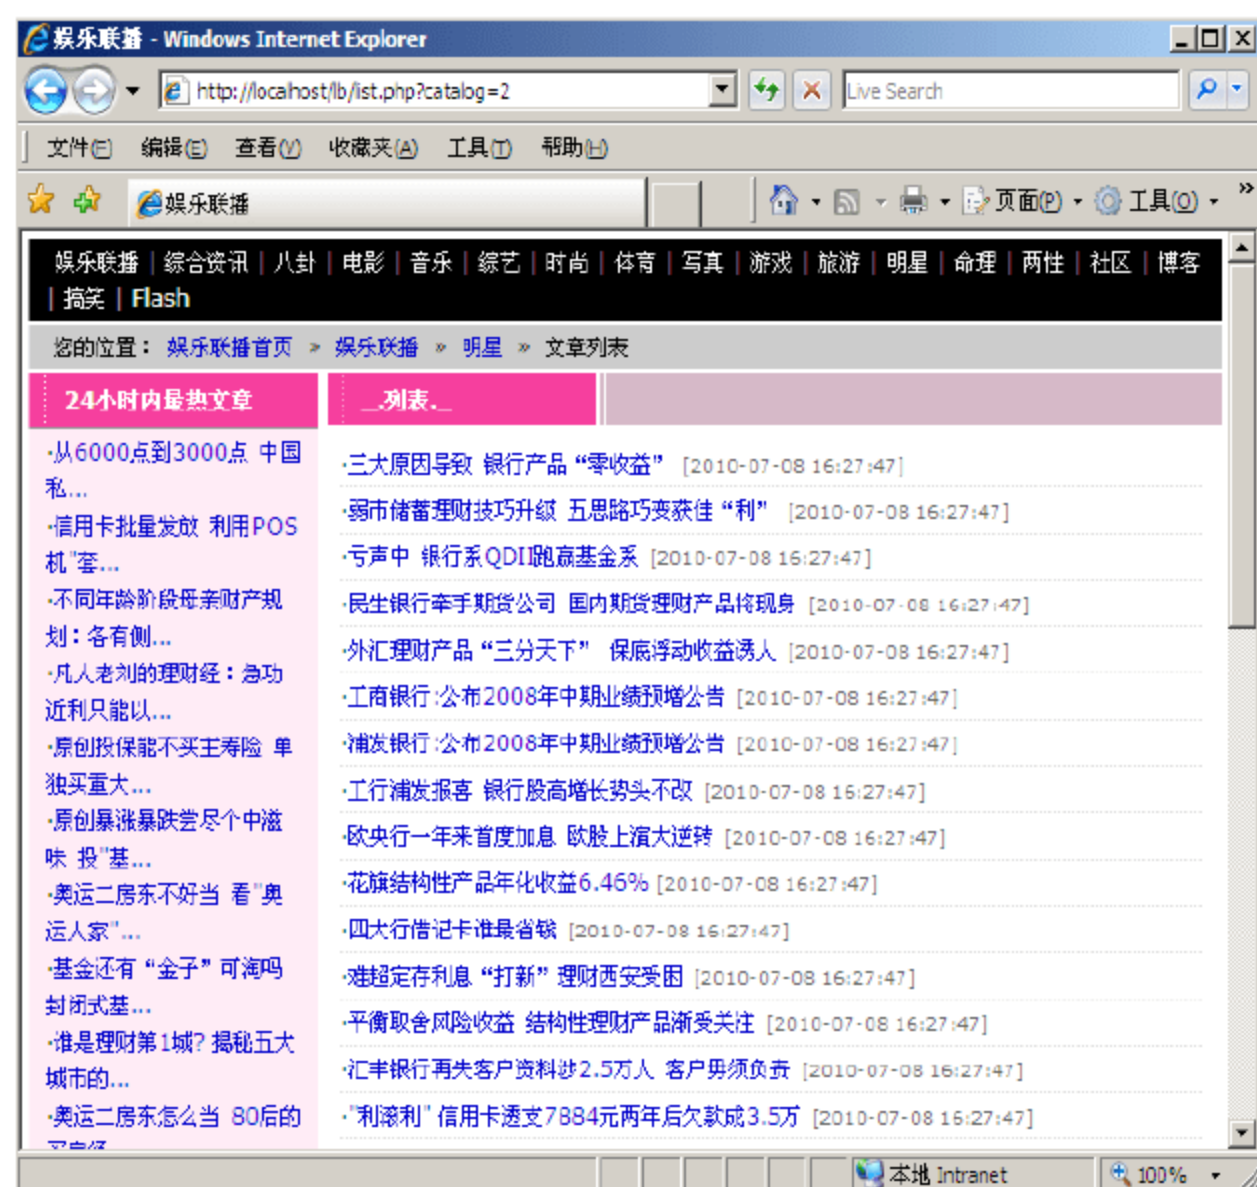 娱乐联播 - Windows Internet Explorer
http://localhost/lb/list.php?catalog=2
Live Search
文件(F) 编辑(E) 查看(V) 收藏夹(A) 工具(T) 帮助(H)
娱乐联播 页面(P) 工具(O) »
娱乐联播 | 综合资讯 | 八卦 | 电影 | 音乐 | 综艺 | 时尚 | 体育 | 写真 | 游戏 | 旅游 | 明星 | 命理 | 两性 | 社区 | 博客
| 搞笑 | Flash
您的位置： 娱乐联播首页 » 娱乐联播 » 明星 » 文章列表
24小时内最热文章
·从6000点到3000点 中国
私...
·信用卡批量发放 利用POS
机"套...
·不同年龄阶段母亲财产规
划：各有侧...
·凡人老刘的理财经：急功
近利只能以...
·原创投保能不买主寿险 单
独买重大...
·原创暴涨暴跌尝尽个中滋
味 投"基...
·奥运二房东不好当 看"奥
运人家"...
·基金还有“金子”可淘吗
封闭式基...
·谁是理财第1城? 揭秘五大
城市的...
·奥运二房东怎么当 80后的
__.列表.__
·三大原因导致 银行产品“零收益” [2010-07-08 16:27:47]
·弱市储蓄理财技巧升级 五思路巧变获佳“利” [2010-07-08 16:27:47]
·亏声中 银行系QDII跑赢基金系 [2010-07-08 16:27:47]
·民生银行牵手期货公司 国内期货理财产品将现身 [2010-07-08 16:27:47]
·外汇理财产品“三分天下” 保底浮动收益诱人 [2010-07-08 16:27:47]
·工商银行:公布2008年中期业绩预增公告 [2010-07-08 16:27:47]
·浦发银行:公布2008年中期业绩预增公告 [2010-07-08 16:27:47]
·工行浦发报喜 银行股高增长势头不改 [2010-07-08 16:27:47]
·欧央行一年来首度加息 欧股上演大逆转 [2010-07-08 16:27:47]
·花旗结构性产品年化收益6.46% [2010-07-08 16:27:47]
·四大行借记卡谁最省钱 [2010-07-08 16:27:47]
·难超定存利息“打新”理财西安受困 [2010-07-08 16:27:47]
·平衡取舍风险收益 结构性理财产品渐受关注 [2010-07-08 16:27:47]
·汇丰银行再失客户资料涉2.5万人 客户毋须负责 [2010-07-08 16:27:47]
·"利滚利"信用卡透支7884元两年后欠款成3.5万 [2010-07-08 16:27:47]
本地 Intranet 100%